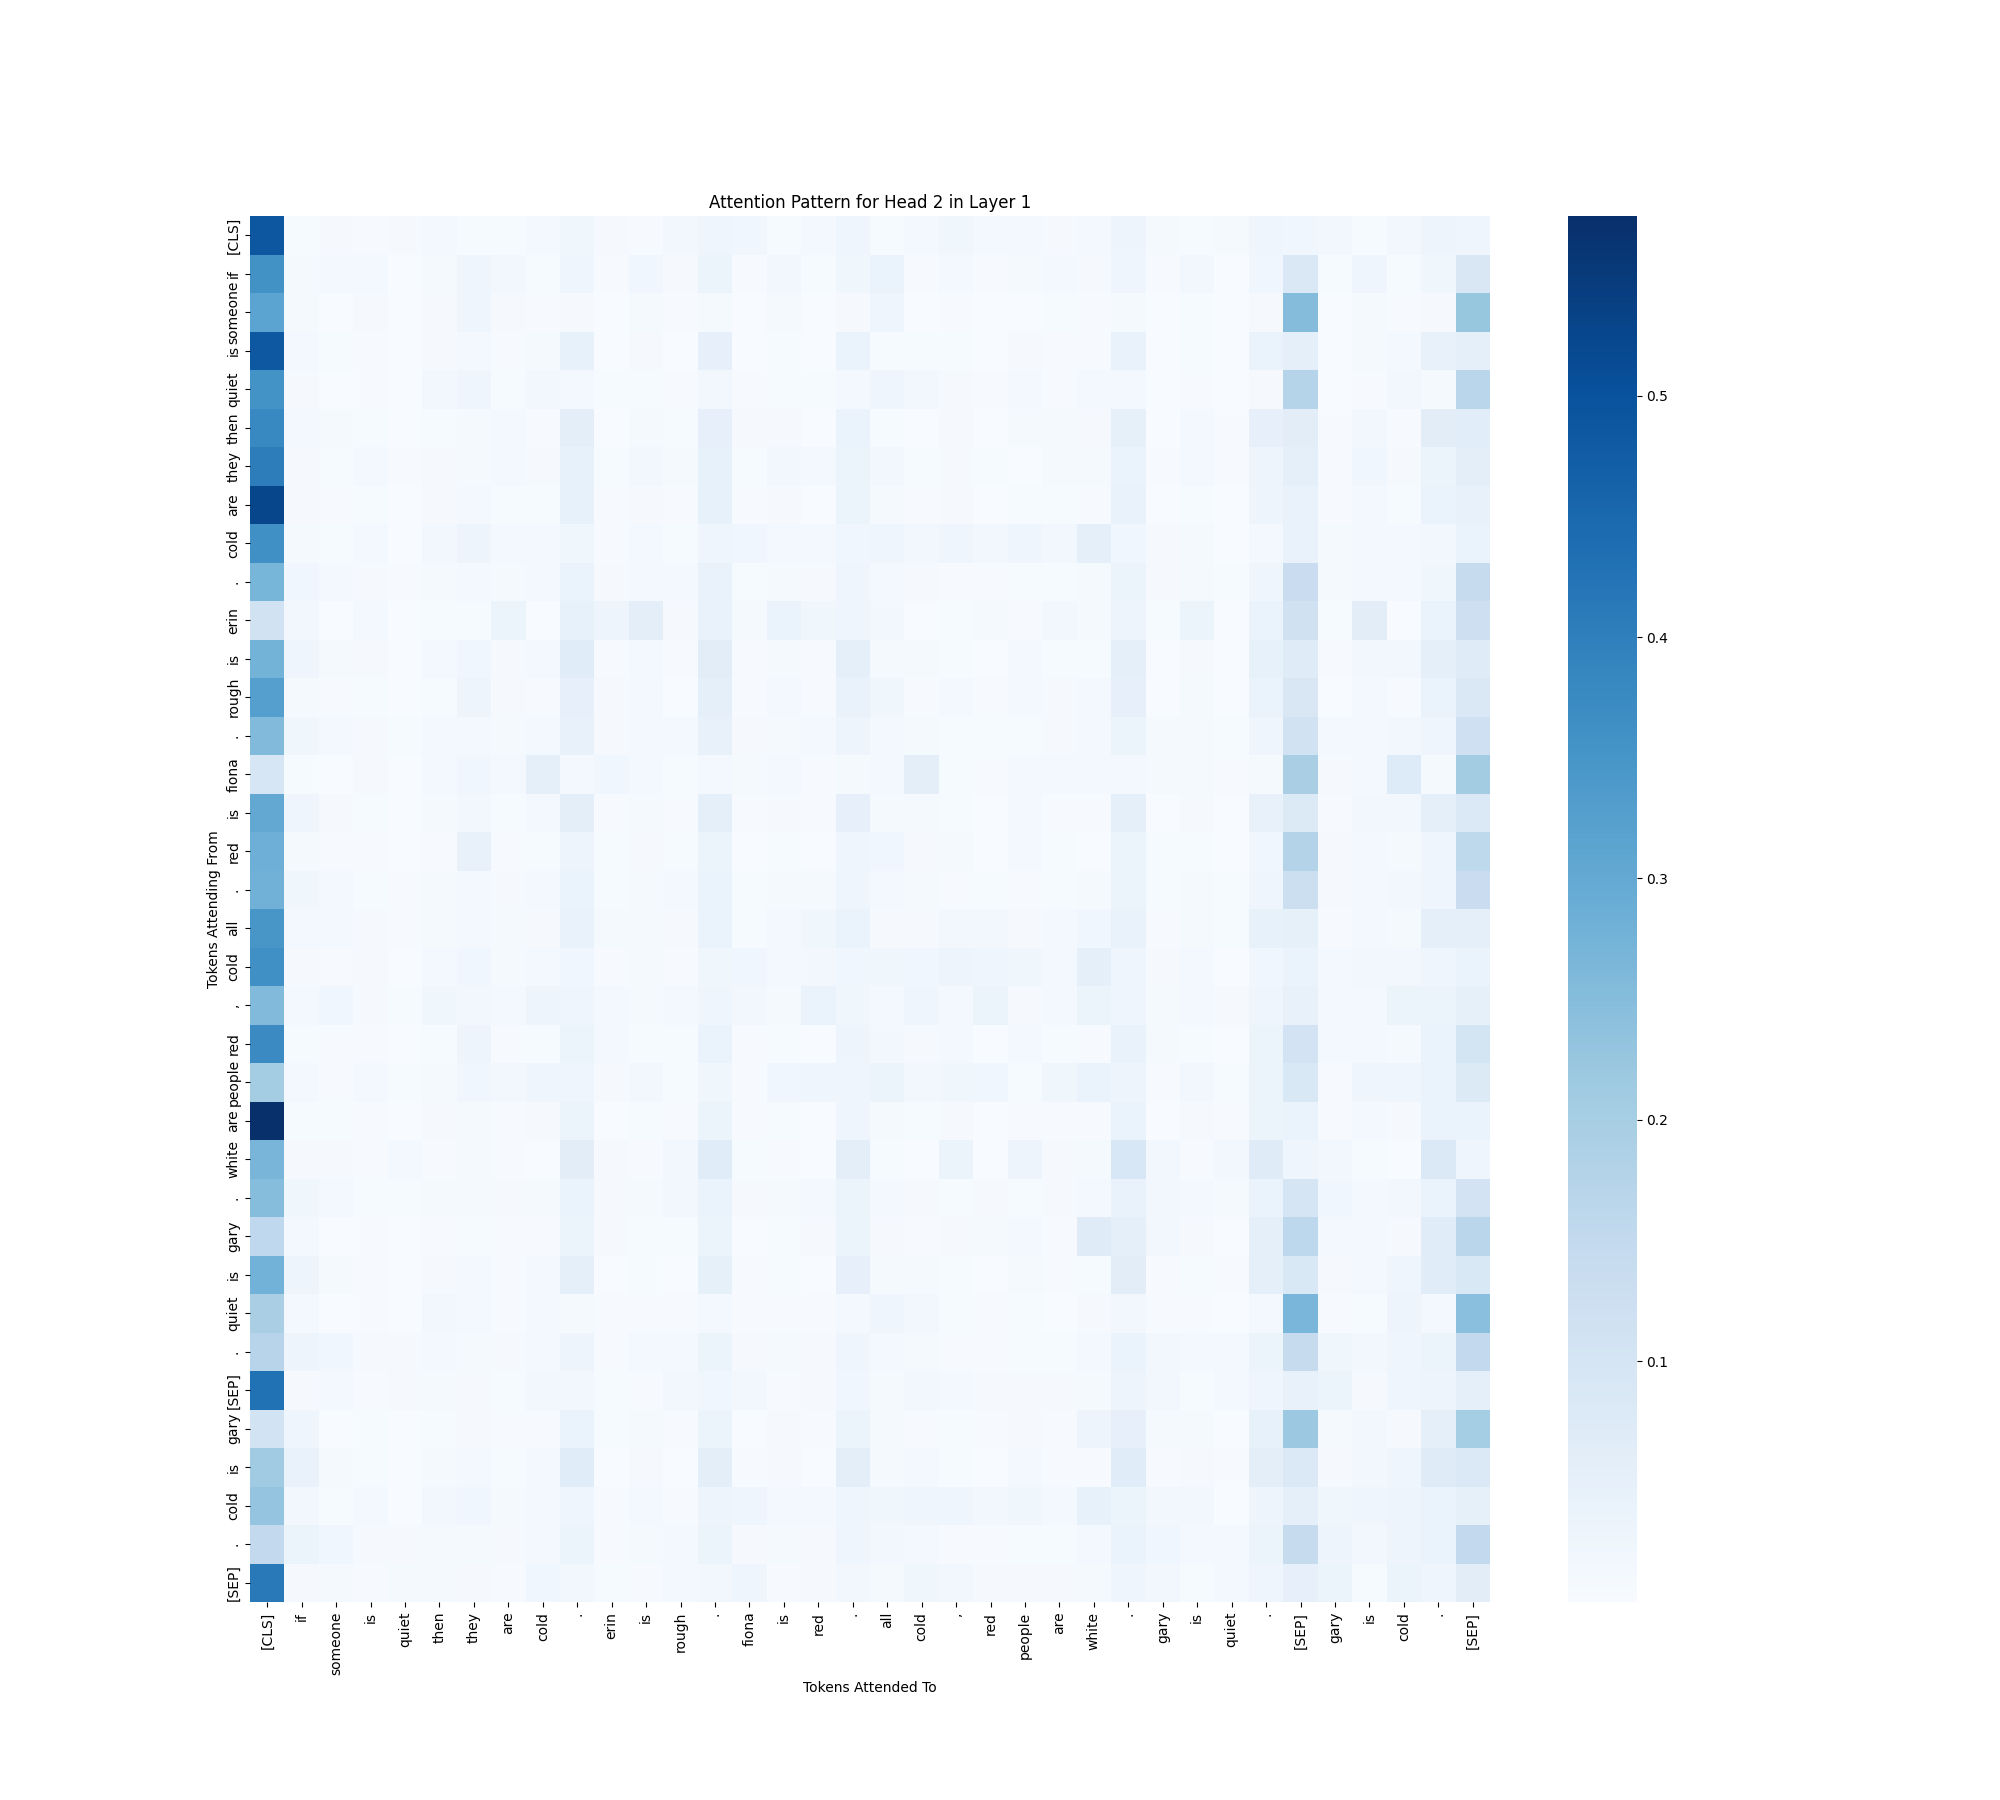 Attention Pattern for Head 2 in Layer 1
Tokens Attending From
[CLS]
if
someone
is
quiet
then
they
are
cold
.
erin
is
rough
.
fiona
is
red
.
all
cold
,
red
people
are
white
.
gary
is
quiet
.
[SEP]
gary
is
cold
.
[SEP]
[CLS]
if
someone
is
quiet
then
they
are
cold
.
erin
is
rough
.
fiona
is
red
.
all
cold
,
red
people
are
white
.
gary
is
quiet
.
[SEP]
gary
is
cold
.
[SEP]
Tokens Attended To
0.5
0.4
0.3
0.2
0.1